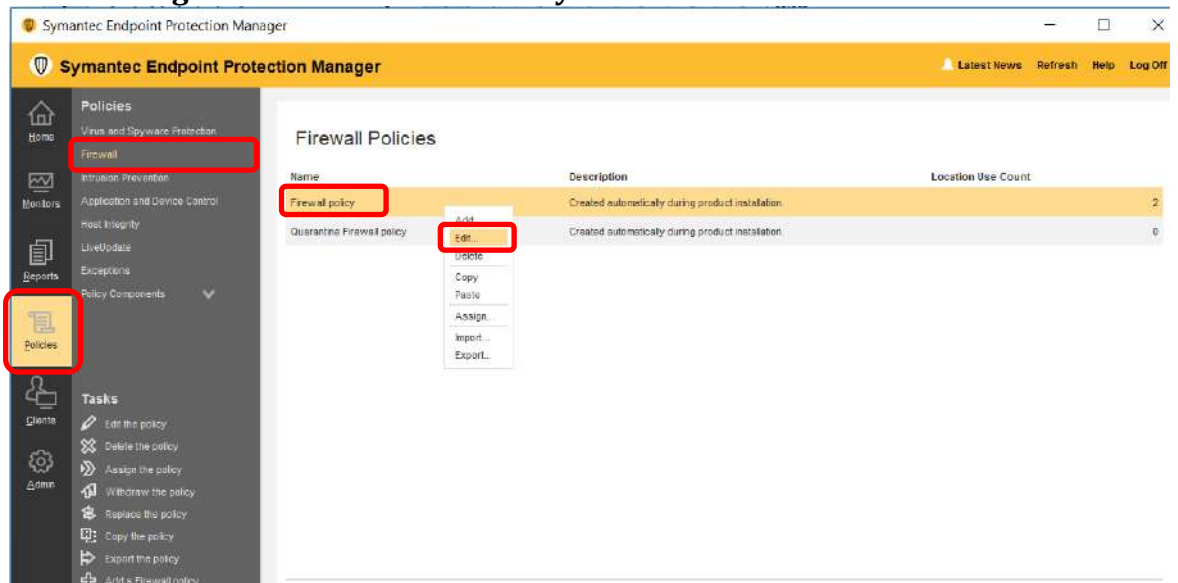 Symantec Endpoint Protection Manager
Symantec Endpoint Protection Manager
Latest News Refresh Help Log Off
Home
Monitors
Reports
Policies
Clients
Admin
Policies
Virus and Spyware Protection
Firewall
Intrusion Prevention
Application and Device Control
Host Integrity
LiveUpdate
Exceptions
Policy Components
Tasks
Edit the policy
Delete the policy
Assign the policy
Withdraw the policy
Replace the policy
Copy the policy
Export the policy
Add a Firewall policy
Firewall Policies
Name Description Location Use Count
Firewall policy Created automatically during product installation. 2
Quarantine Firewall policy Created automatically during product installation. 0
Add...
Edit...
Delete
Copy
Paste
Assign...
Import...
Export...